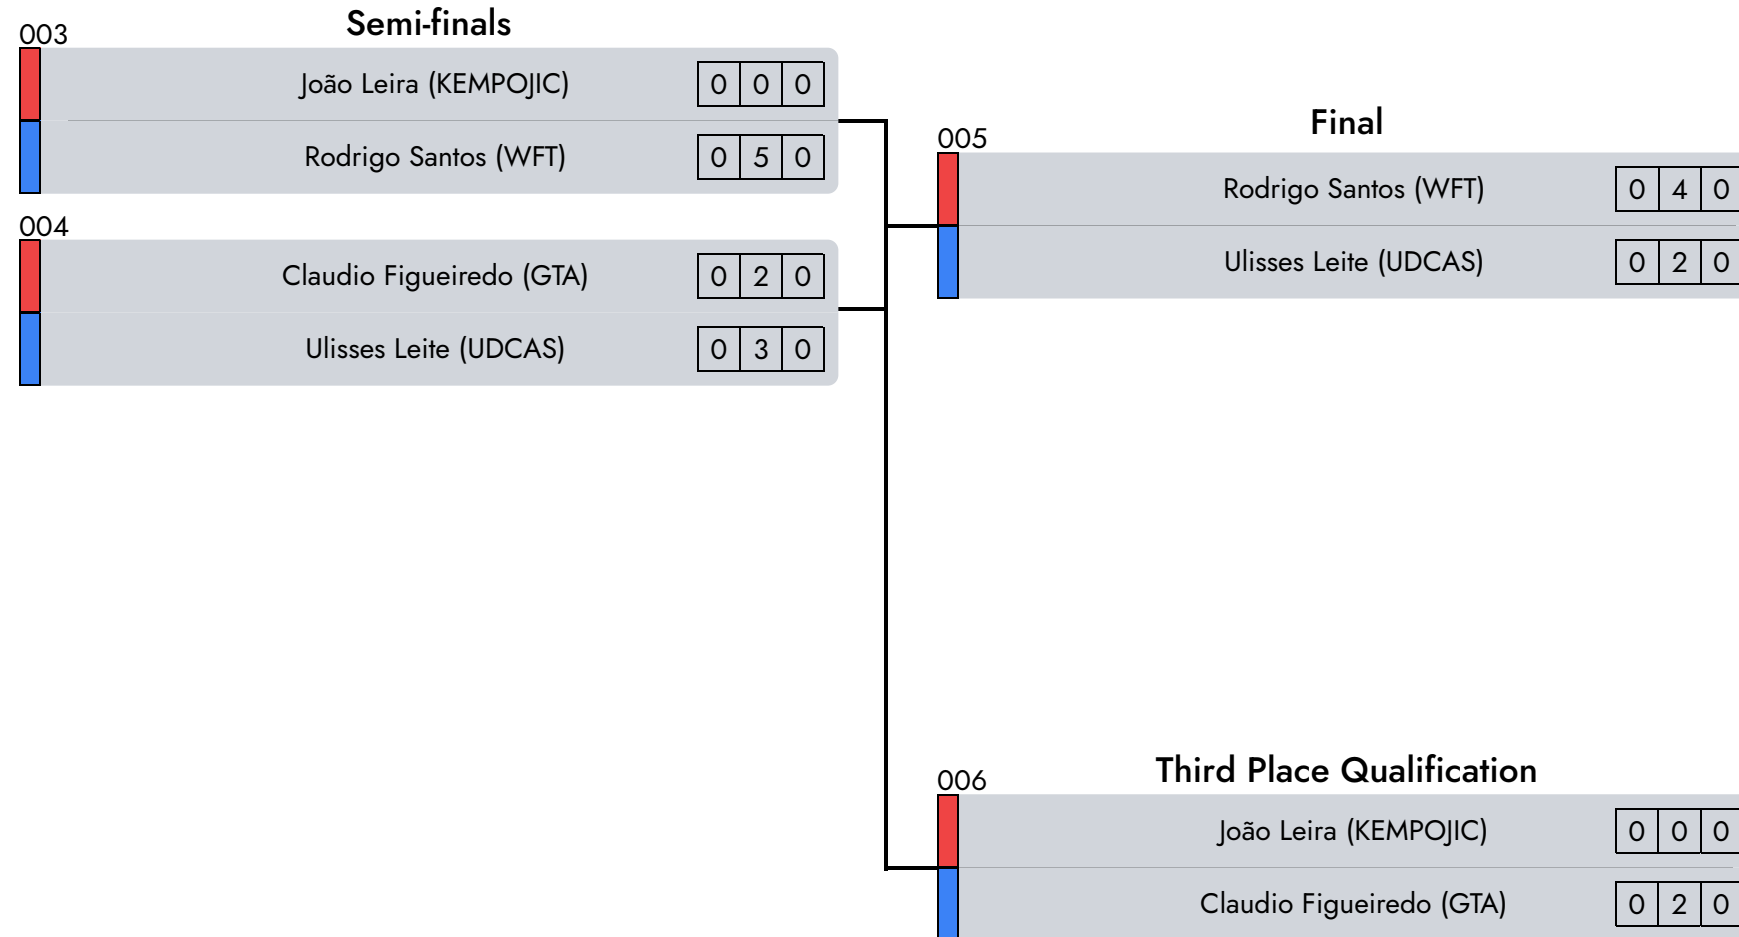 Semi-finals
003
João Leira (KEMPOJIC) 0 0 0
Rodrigo Santos (WFT) 0 5 0
004
Claudio Figueiredo (GTA) 0 2 0
Ulisses Leite (UDCAS) 0 3 0
Final
005
Rodrigo Santos (WFT) 0 4 0
Ulisses Leite (UDCAS) 0 2 0
Third Place Qualification
006
João Leira (KEMPOJIC) 0 0 0
Claudio Figueiredo (GTA) 0 2 0